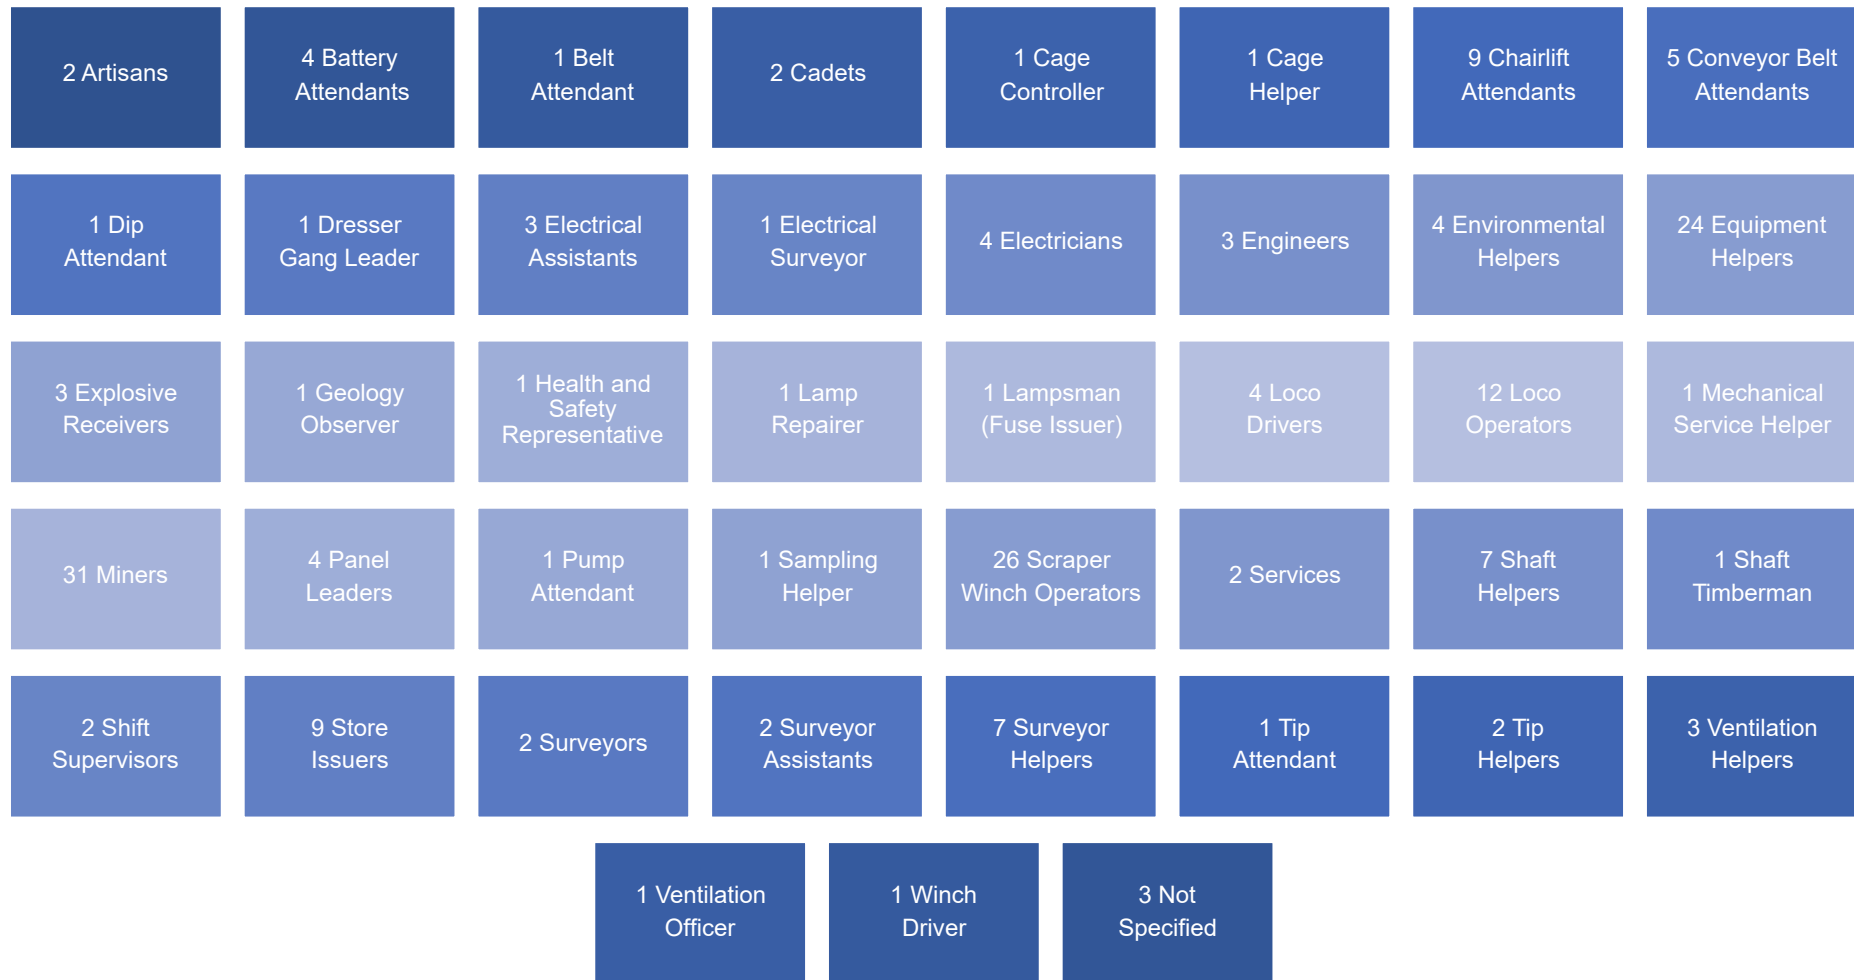 2 Artisans
4 Battery
Attendants
1 Belt
Attendant
2 Cadets
1 Cage
Controller
1 Cage
Helper
9 Chairlift
Attendants
5 Conveyor Belt
Attendants
1 Dip
Attendant
1 Dresser
Gang Leader
3 Electrical
Assistants
1 Electrical
Surveyor
4 Electricians
3 Engineers
4 Environmental
Helpers
24 Equipment
Helpers
3 Explosive
Receivers
1 Geology
Observer
1 Health and
Safety
Representative
1 Lamp
Repairer
1 Lampsman
(Fuse Issuer)
4 Loco
Drivers
12 Loco
Operators
1 Mechanical
Service Helper
31 Miners
4 Panel
Leaders
1 Pump
Attendant
1 Sampling
Helper
26 Scraper
Winch Operators
2 Services
7 Shaft
Helpers
1 Shaft
Timberman
2 Shift
Supervisors
9 Store
Issuers
2 Surveyors
2 Surveyor
Assistants
7 Surveyor
Helpers
1 Tip
Attendant
2 Tip
Helpers
3 Ventilation
Helpers
1 Ventilation
Officer
1 Winch
Driver
3 Not
Specified